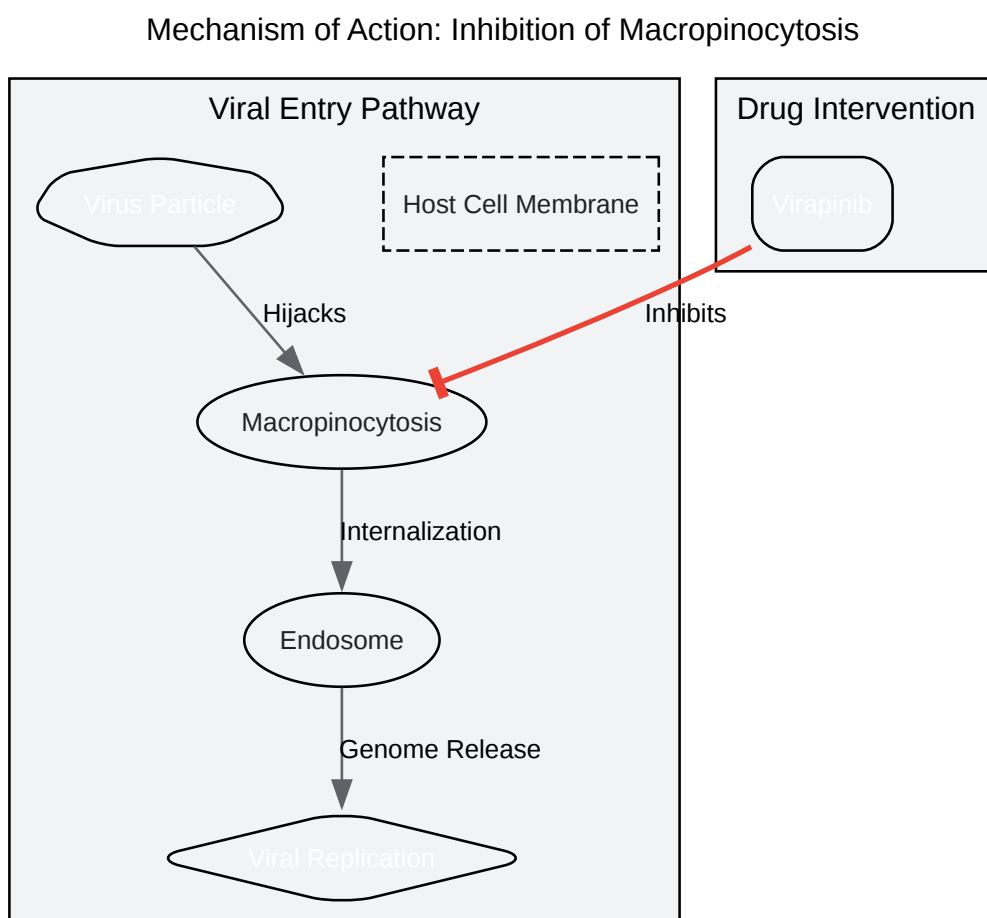 Mechanism of Action: Inhibition of Macropinocytosis
Viral Entry Pathway
Drug Intervention
Virus Particle
Host Cell Membrane
Virapinib
Hijacks
Inhibits
Macropinocytosis
Internalization
Endosome
Genome Release
Viral Replication